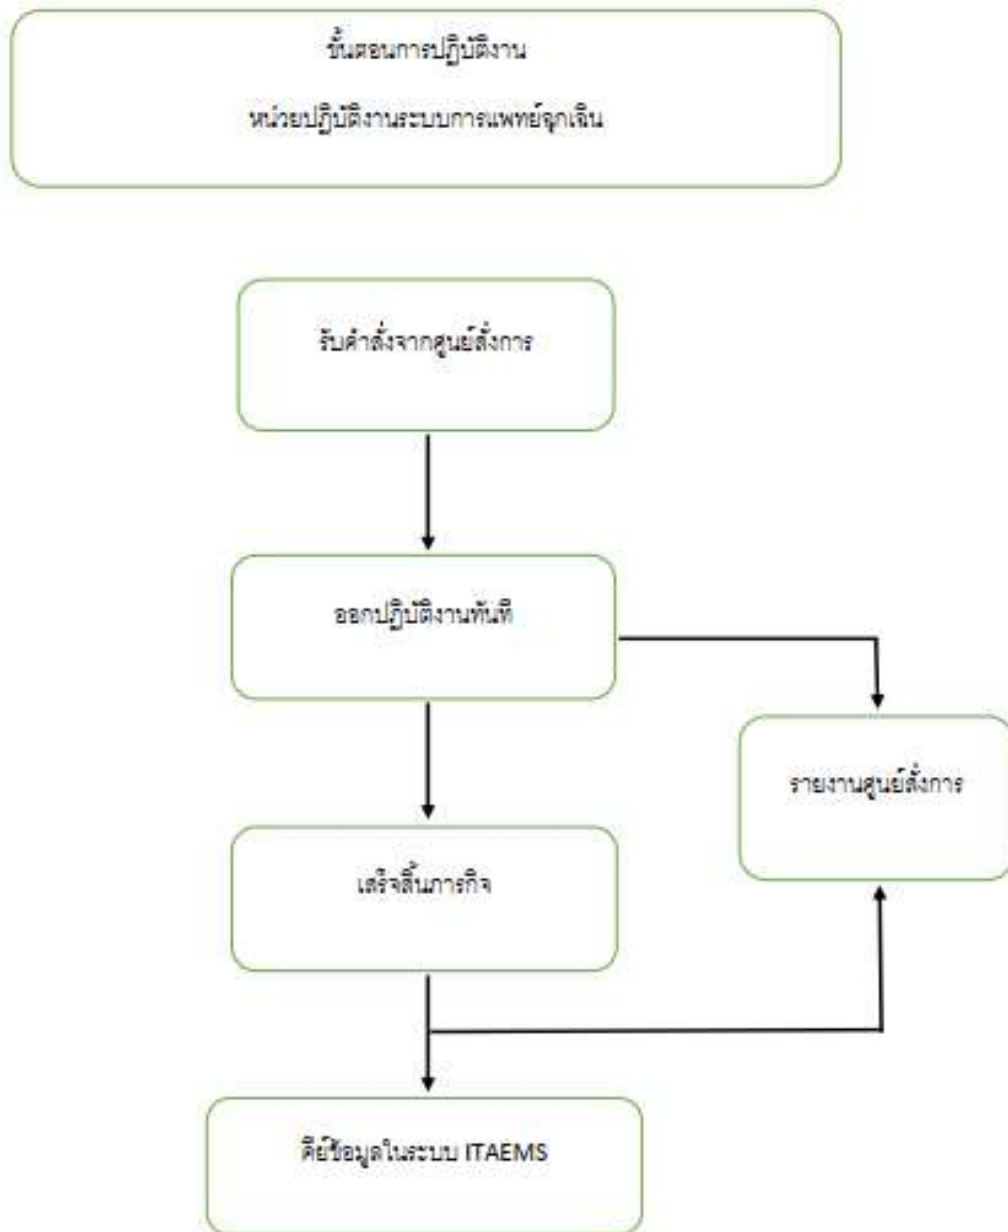 ขั้นตอนการปฏิบัติงาน
หน่วยปฏิบัติงานระบบการแพทย์ฉุกเฉิน
รับคำสั่งจากศูนย์สั่งการ
ออกปฏิบัติงานทันที
รายงานศูนย์สั่งการ
เสร็จสิ้นภารกิจ
คีย์ข้อมูลในระบบ ITAEMS